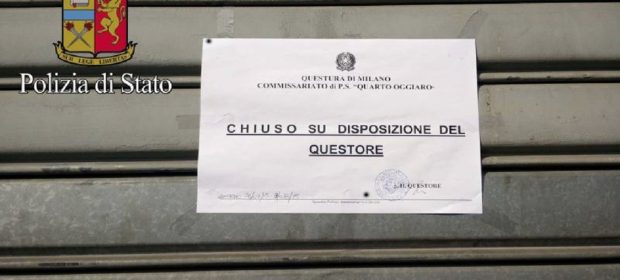 SUB LEGE LIBERTAS
Polizia di Stato
QUESTURA DI MILANO
COMMISSARIATO di P.S. "QUARTO OGGIARO"
CHIUSO SU DISPOSIZIONE DEL
QUESTORE
IL QUESTORE